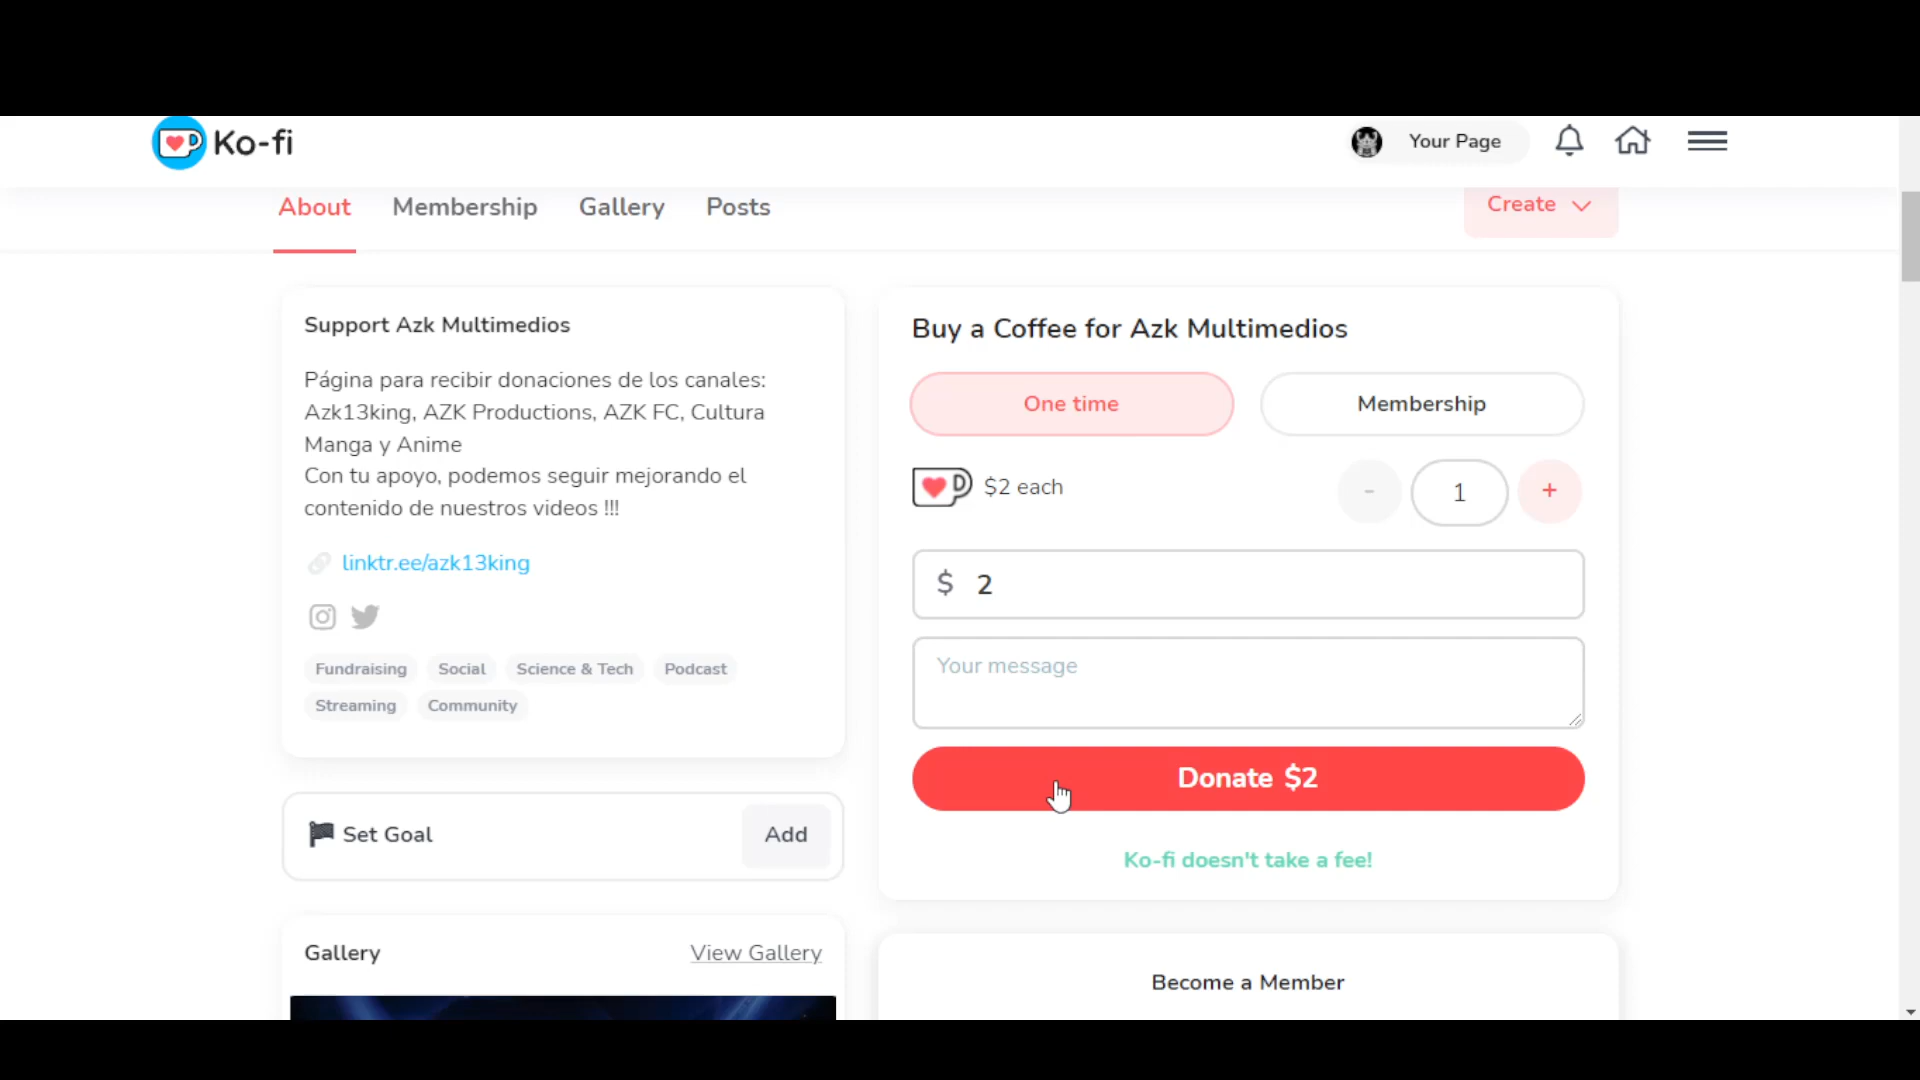 Ko-fi
Your Page
About Membership Gallery Posts
Create
Support Azk Multimedios
Página para recibir donaciones de los canales:
Azk13king, AZK Productions, AZK FC, Cultura
Manga y Anime
Con tu apoyo, podemos seguir mejorando el
contenido de nuestros videos !!!
linktr.ee/azk13king
Fundraising Social Science & Tech Podcast
Streaming Community
Set Goal Add
Gallery View Gallery
Buy a Coffee for Azk Multimedios
One time Membership
$2 each - 1 +
$ 2
Your message
Donate $2
Ko-fi doesn't take a fee!
Become a Member